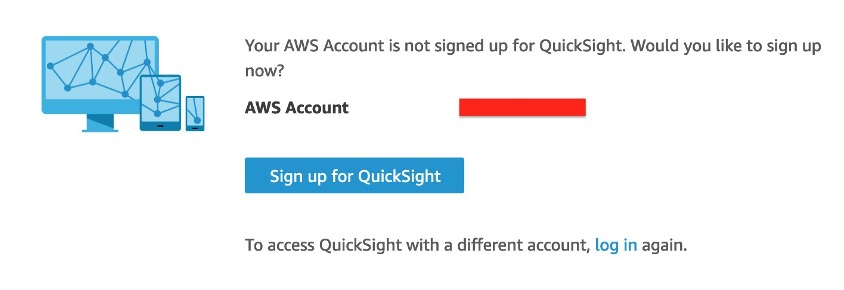 Your AWS Account is not signed up for QuickSight. Would you like to sign up
now?
AWS Account
Sign up for QuickSight
To access QuickSight with a different account, log in again.